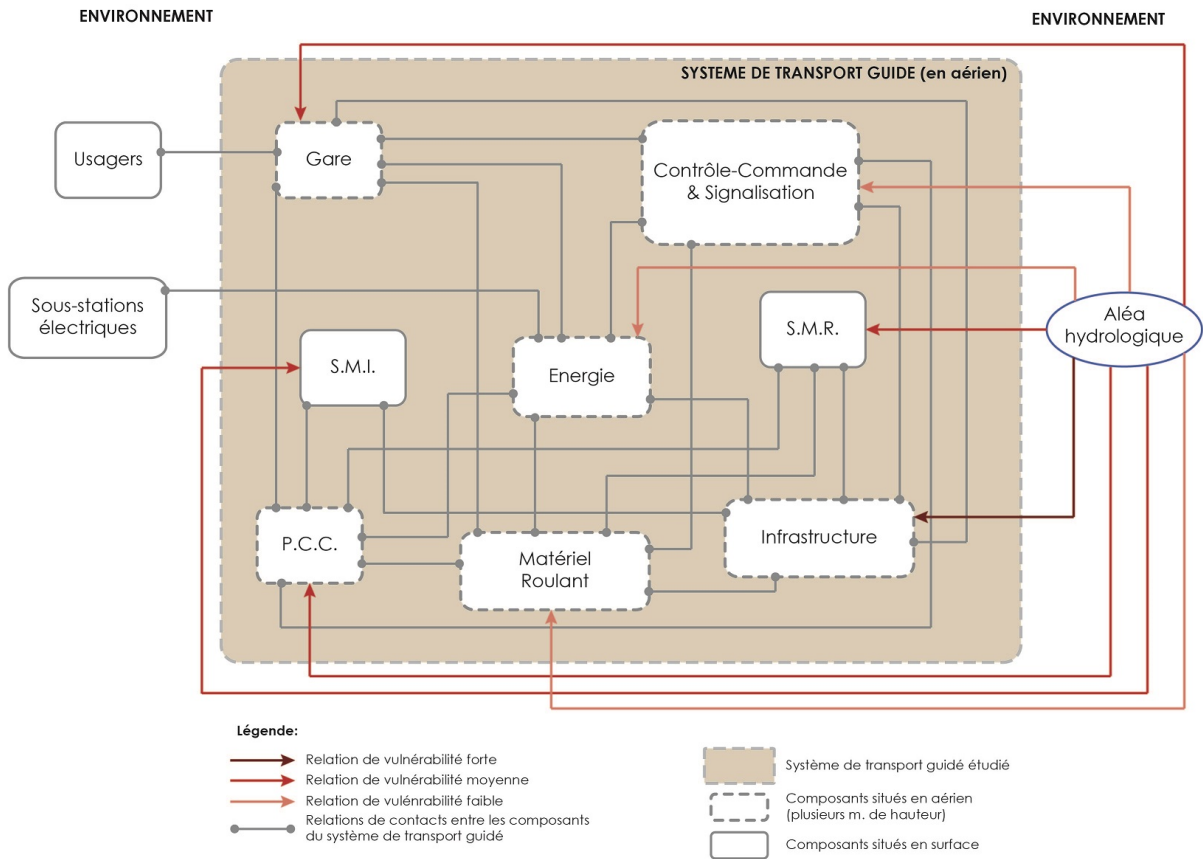 ENVIRONNEMENT
ENVIRONNEMENT
SYSTEME DE TRANSPORT GUIDE (en aérien)
Usagers
Gare
Contrôle-Commande
& Signalisation
Sous-stations
électriques
S.M.I.
Energie
S.M.R.
Aléa
hydrologique
P.C.C.
Matériel
Roulant
Infrastructure
Légende:
Relation de vulnérabilité forte
Relation de vulnérabilité moyenne
Relation de vulénrabilité faible
Relations de contacts entre les composants
du système de transport guidé
Système de transport guidé étudié
Composants situés en aérien
(plusieurs m. de hauteur)
Composants situés en surface